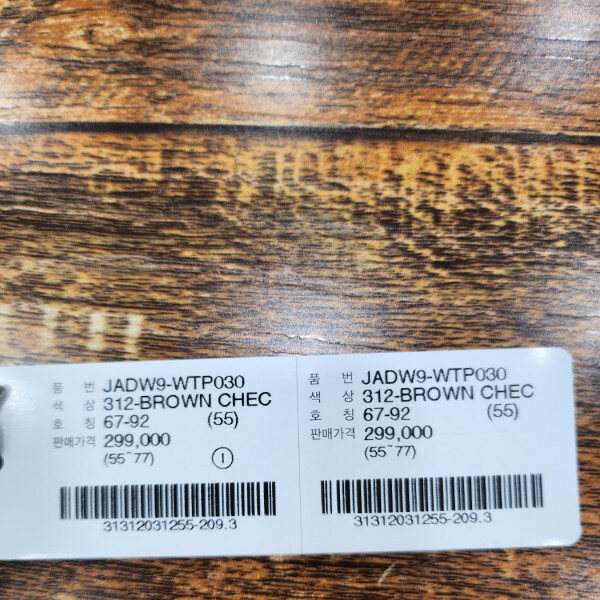 품 번 JADW9-WTP030
색 상 312-BROWN CHEC
호 칭 67-92 (55)
판매가격 299,000
(55~77) ①
31312031255-209.3
품 번 JADW9-WTP030
색 상 312-BROWN CHEC
호 칭 67-92 (55)
판매가격 299,000
(55~77)
31312031255-209.3